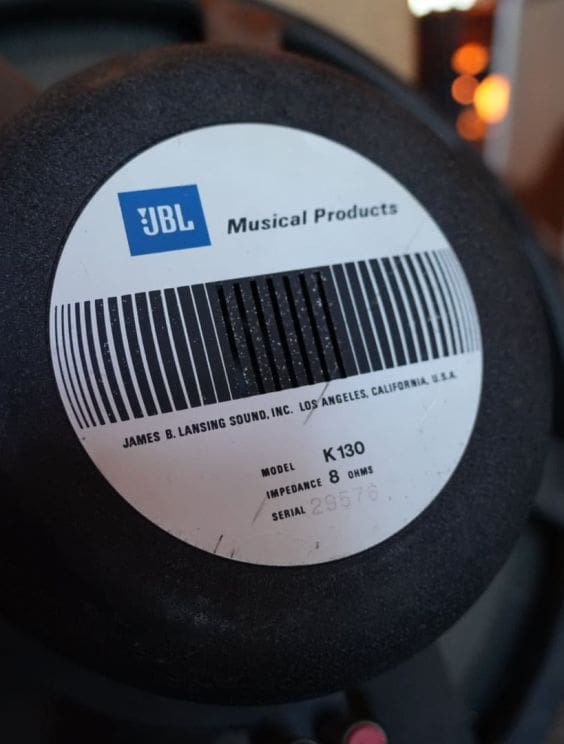 JBL
Musical Products
JAMES B. LANSING SOUND, INC. LOS ANGELES, CALIFORNIA, U.S.A.
MODEL K130
IMPEDANCE 8 OHMS
SERIAL 29576